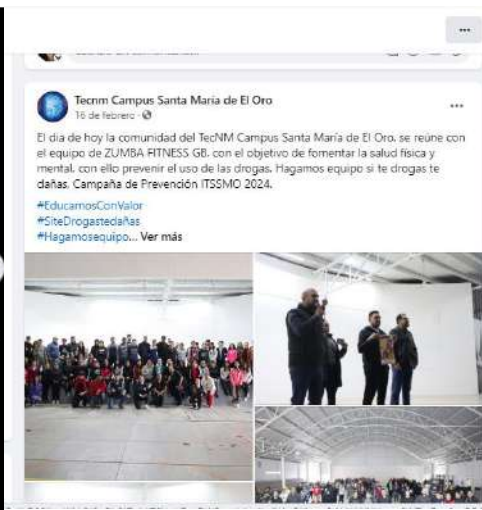 Tecnm Campus Santa María de El Oro
16 de febrero ·
El día de hoy la comunidad del TecNM Campus Santa María de El Oro, se reúne con
el equipo de ZUMBA FITNESS GB, con el objetivo de fomentar la salud física y
mental, con ello prevenir el uso de las drogas. Hagamos equipo si te drogas te
dañas, Campaña de Prevención ITSSMO 2024.
#EducamosConValor
#SiteDrogastedañas
#Hagamosequipo... Ver más